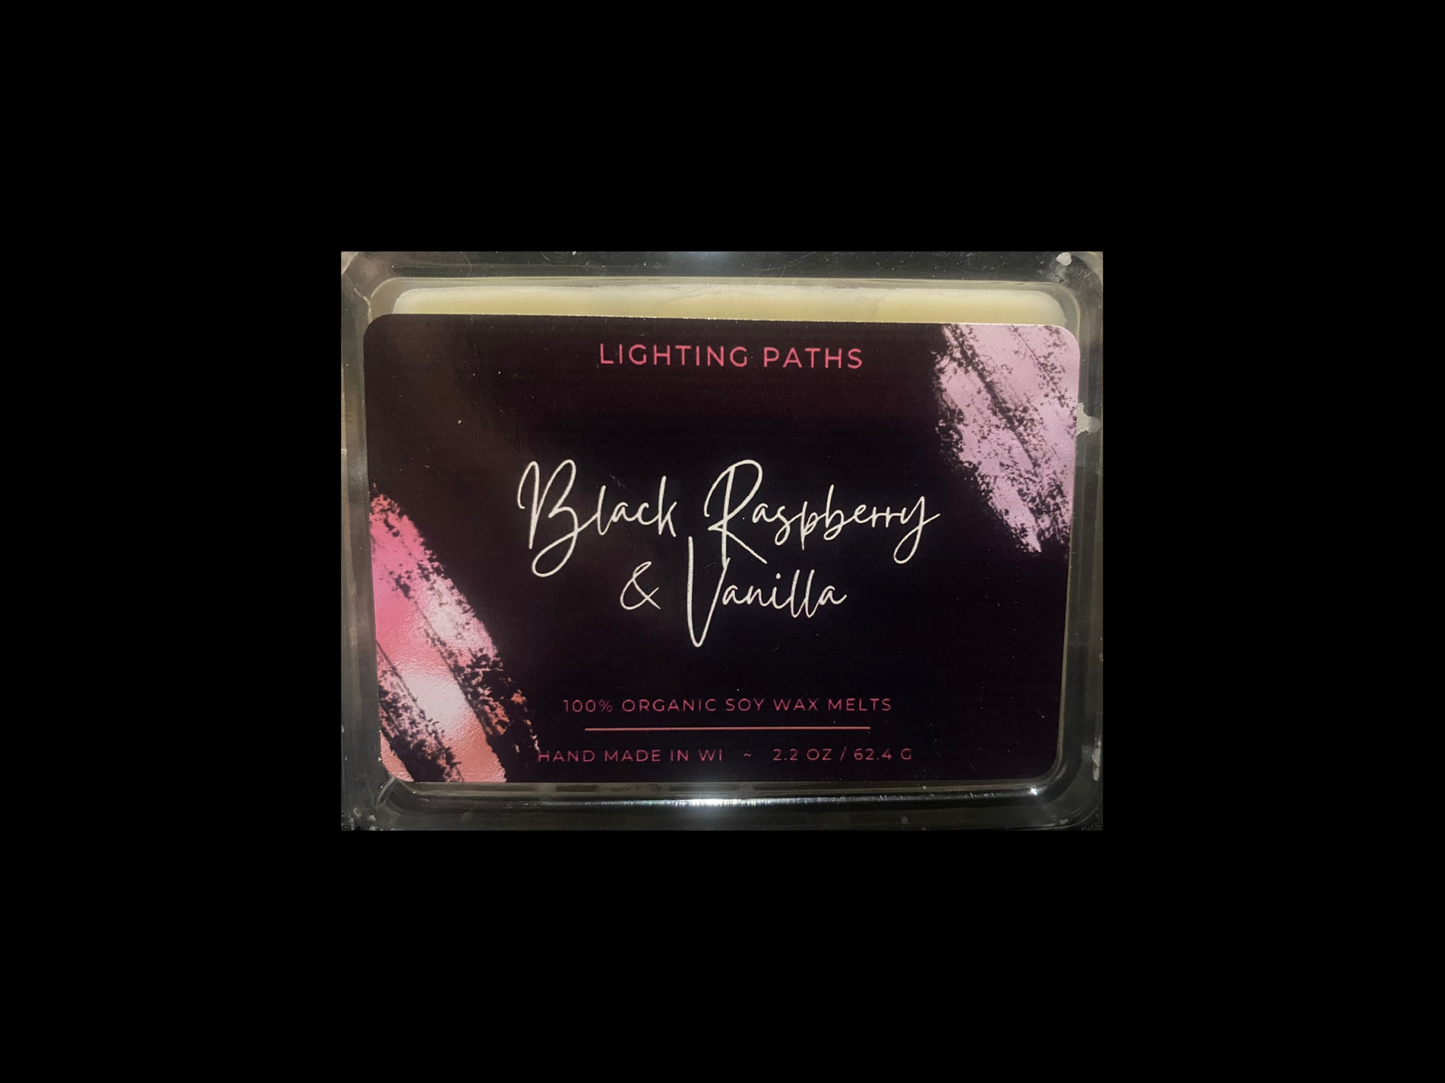 LIGHTING PATHS
Black Raspberry
& Vanilla
100% ORGANIC SOY WAX MELTS
HAND MADE IN WI ~ 2.2 OZ / 62.4 G